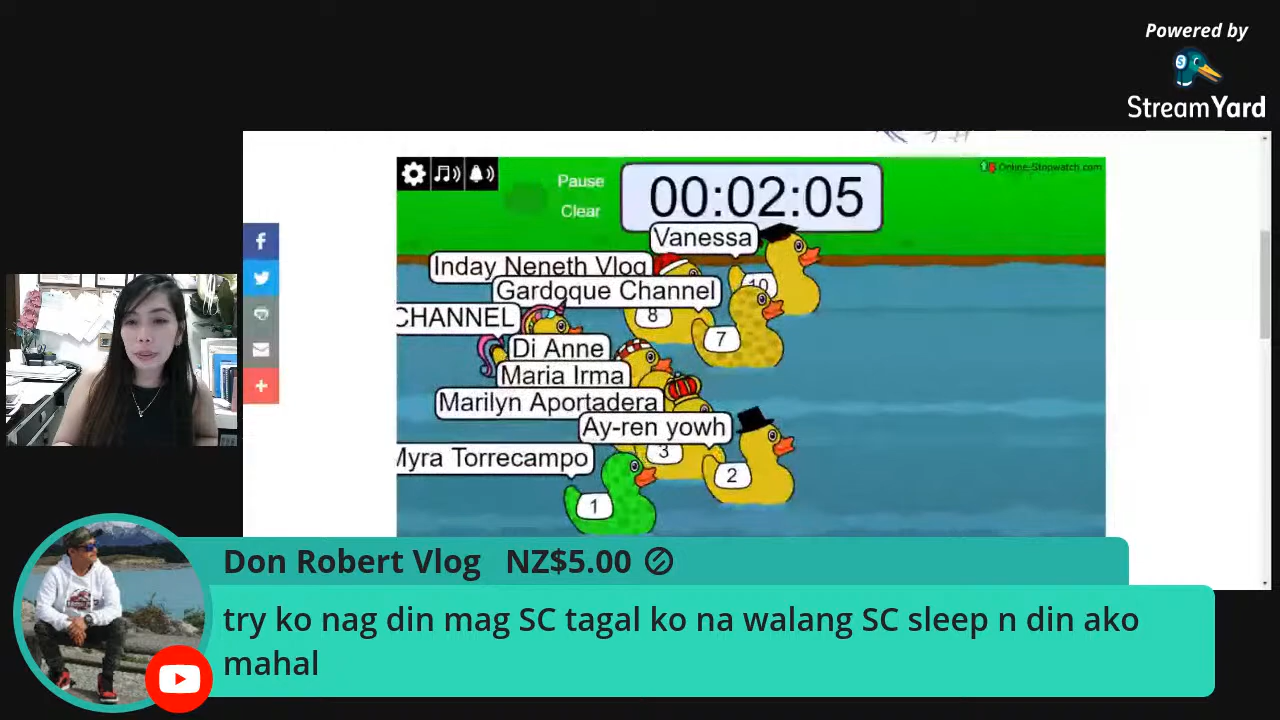 Powered by
StreamYard
Pause
Clear
00:02:05
Online-Stopwatch.com
Vanessa
10
Inday Neneth Vlog
8
Gardoque Channel
7
CHANNEL
Di Anne
Maria Irma
Marilyn Aportadera
3
Ay-ren yowh
2
Myra Torrecampo
1
Don Robert Vlog NZ$5.00
try ko nag din mag SC tagal ko na walang SC sleep n din ako
mahal